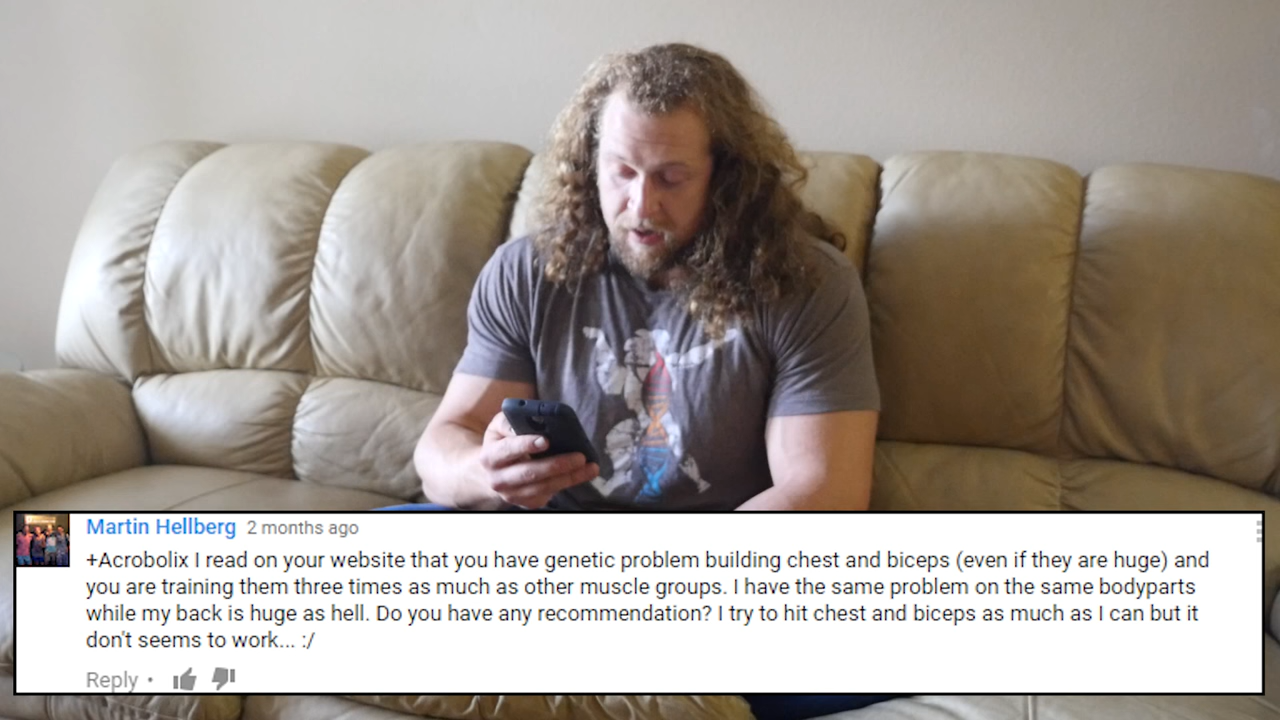 Martin Hellberg 2 months ago
+Acrobolix I read on your website that you have genetic problem building chest and biceps (even if they are huge) and
you are training them three times as much as other muscle groups. I have the same problem on the same bodyparts
while my back is huge as hell. Do you have any recommendation? I try to hit chest and biceps as much as I can but it
don't seems to work... :/
Reply •